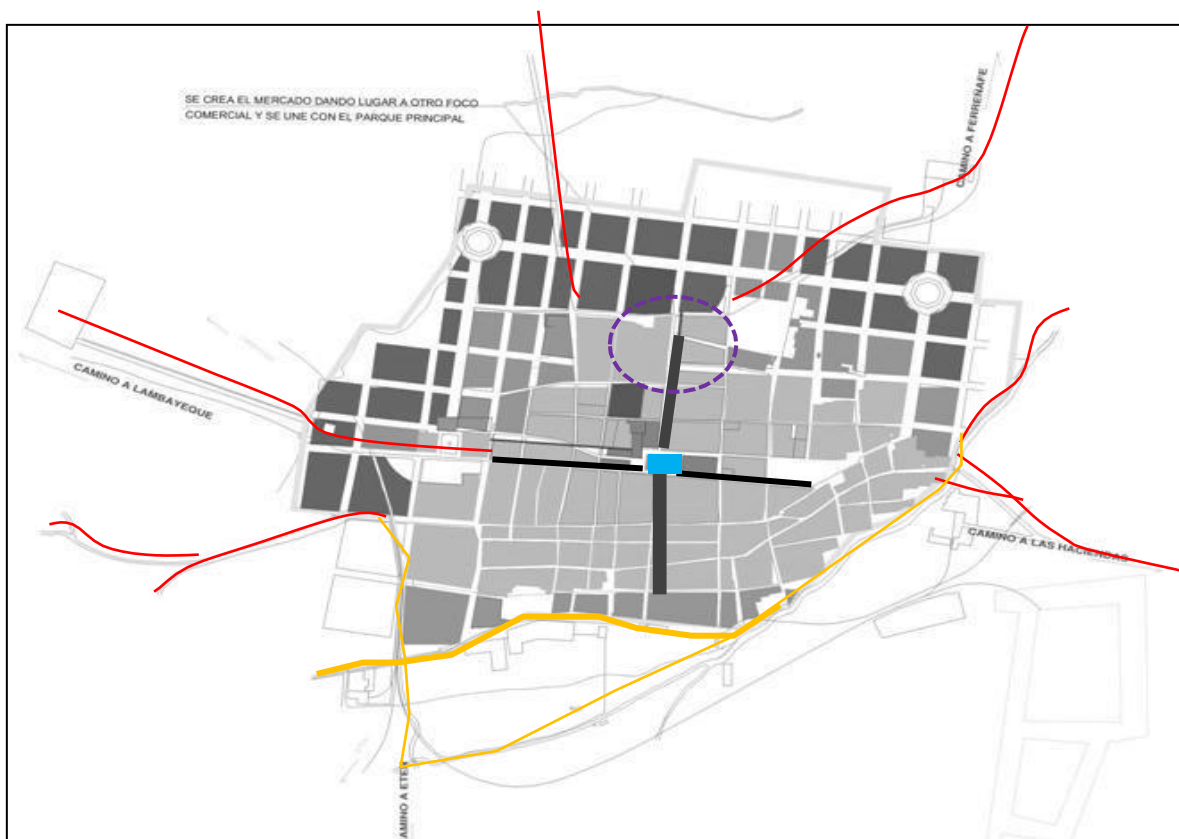 SE CREA EL MERCADO DANDO LUGAR A OTRO FOCO
COMERCIAL Y SE UNE CON EL PARQUE PRINCIPAL
CAMINO A FERREÑAFE
CAMINO A LAMBAYEQUE
CAMINO A LAS HACIENDAS
CAMINO A ETEN